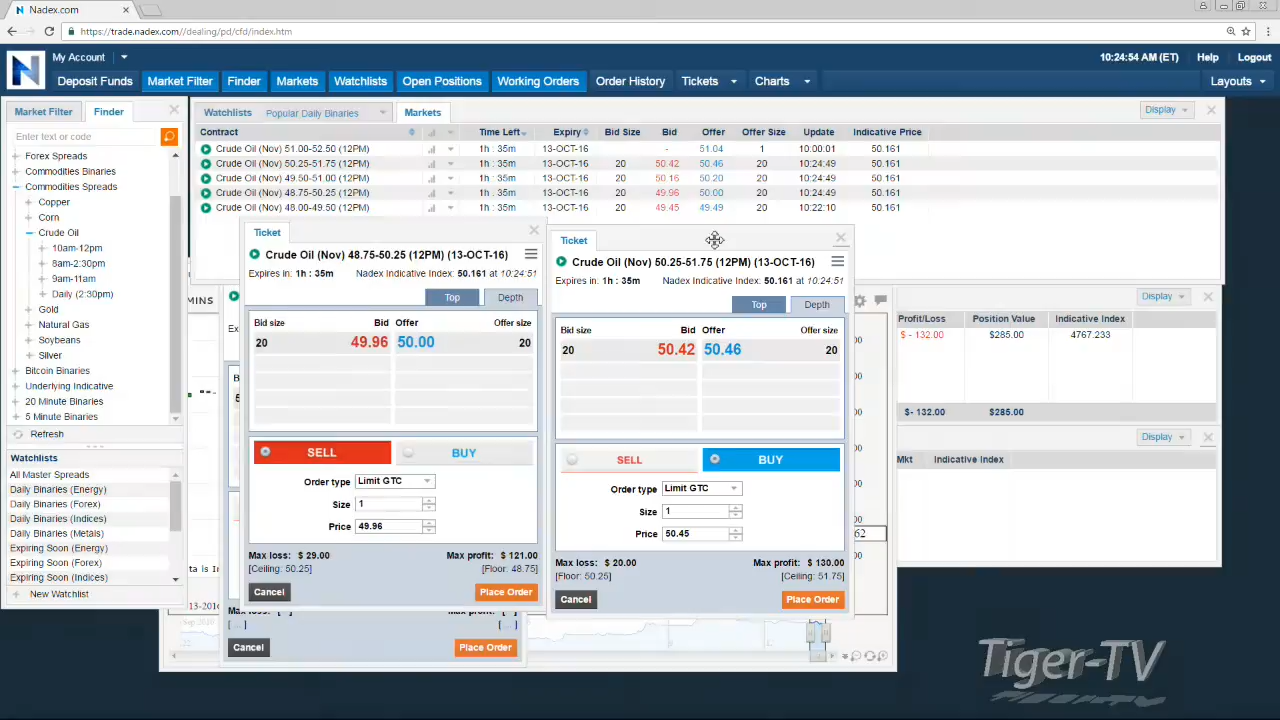 Nadex.com
https://trade.nadex.com//dealing/pd/cfd/index.htm
N My Account 10:24:54 AM (ET) Help Logout
Deposit Funds Market Filter Finder Markets Watchlists Open Positions Working Orders Order History Tickets Charts Layouts
Market Filter Finder
Enter text or code
Forex Spreads
Commodities Binaries
Commodities Spreads
Copper
Corn
Crude Oil
10am-12pm
8am-2:30pm
9am-11am
Daily (2:30pm)
Gold
Natural Gas
Soybeans
Silver
Bitcoin Binaries
Underlying Indicative
20 Minute Binaries
5 Minute Binaries
Refresh
Watchlists
All Master Spreads
Daily Binaries (Energy)
Daily Binaries (Forex)
Daily Binaries (Indices)
Daily Binaries (Metals)
Expiring Soon (Energy)
Expiring Soon (Forex)
Expiring Soon (Indices)
New Watchlist
Watchlists Popular Daily Binaries Markets Display
Contract Time Left Expiry Bid Size Bid Offer Offer Size Update Indicative Price
Crude Oil (Nov) 51.00-52.50 (12PM) 1h : 35m 13-OCT-16 - 51.04 1 10:00:01 50.161
Crude Oil (Nov) 50.25-51.75 (12PM) 1h : 35m 13-OCT-16 20 50.42 50.46 20 10:24:49 50.161
Crude Oil (Nov) 49.50-51.00 (12PM) 1h : 35m 13-OCT-16 20 50.16 50.20 20 10:24:49 50.161
Crude Oil (Nov) 48.75-50.25 (12PM) 1h : 35m 13-OCT-16 20 49.96 50.00 20 10:24:49 50.161
Crude Oil (Nov) 48.00-49.50 (12PM) 1h : 35m 13-OCT-16 20 49.45 49.49 20 10:22:10 50.161
Ticket
Crude Oil (Nov) 48.75-50.25 (12PM) (13-OCT-16)
Expires in: 1h : 35m Nadex Indicative Index: 50.161 at 10:24:51
Top Depth
Bid size Bid Offer Offer size
20 49.96 50.00 20
SELL BUY
Order type Limit GTC
Size 1
Price 49.96
Max loss: $ 29.00 Max profit: $ 121.00
[Ceiling: 50.25] [Floor: 48.75]
Cancel Place Order
Ticket
Crude Oil (Nov) 50.25-51.75 (12PM) (13-OCT-16)
Expires in: 1h : 35m Nadex Indicative Index: 50.161 at 10:24:51
Top Depth
Bid size Bid Offer Offer size
20 50.42 50.46 20
SELL BUY
Order type Limit GTC
Size 1
Price 50.45
Max loss: $ 20.00 Max profit: $ 130.00
[Floor: 50.25] [Ceiling: 51.75]
Cancel Place Order
Display
Profit/Loss Position Value Indicative Index
$ - 132.00 $285.00 4767.233
$- 132.00 $285.00
Display
Mkt Indicative Index
MINS
Max loss: [ - ] Max profit: [ - ]
[ ... ] [ ... ]
Cancel Place Order
Sep 2016
Tiger-TV